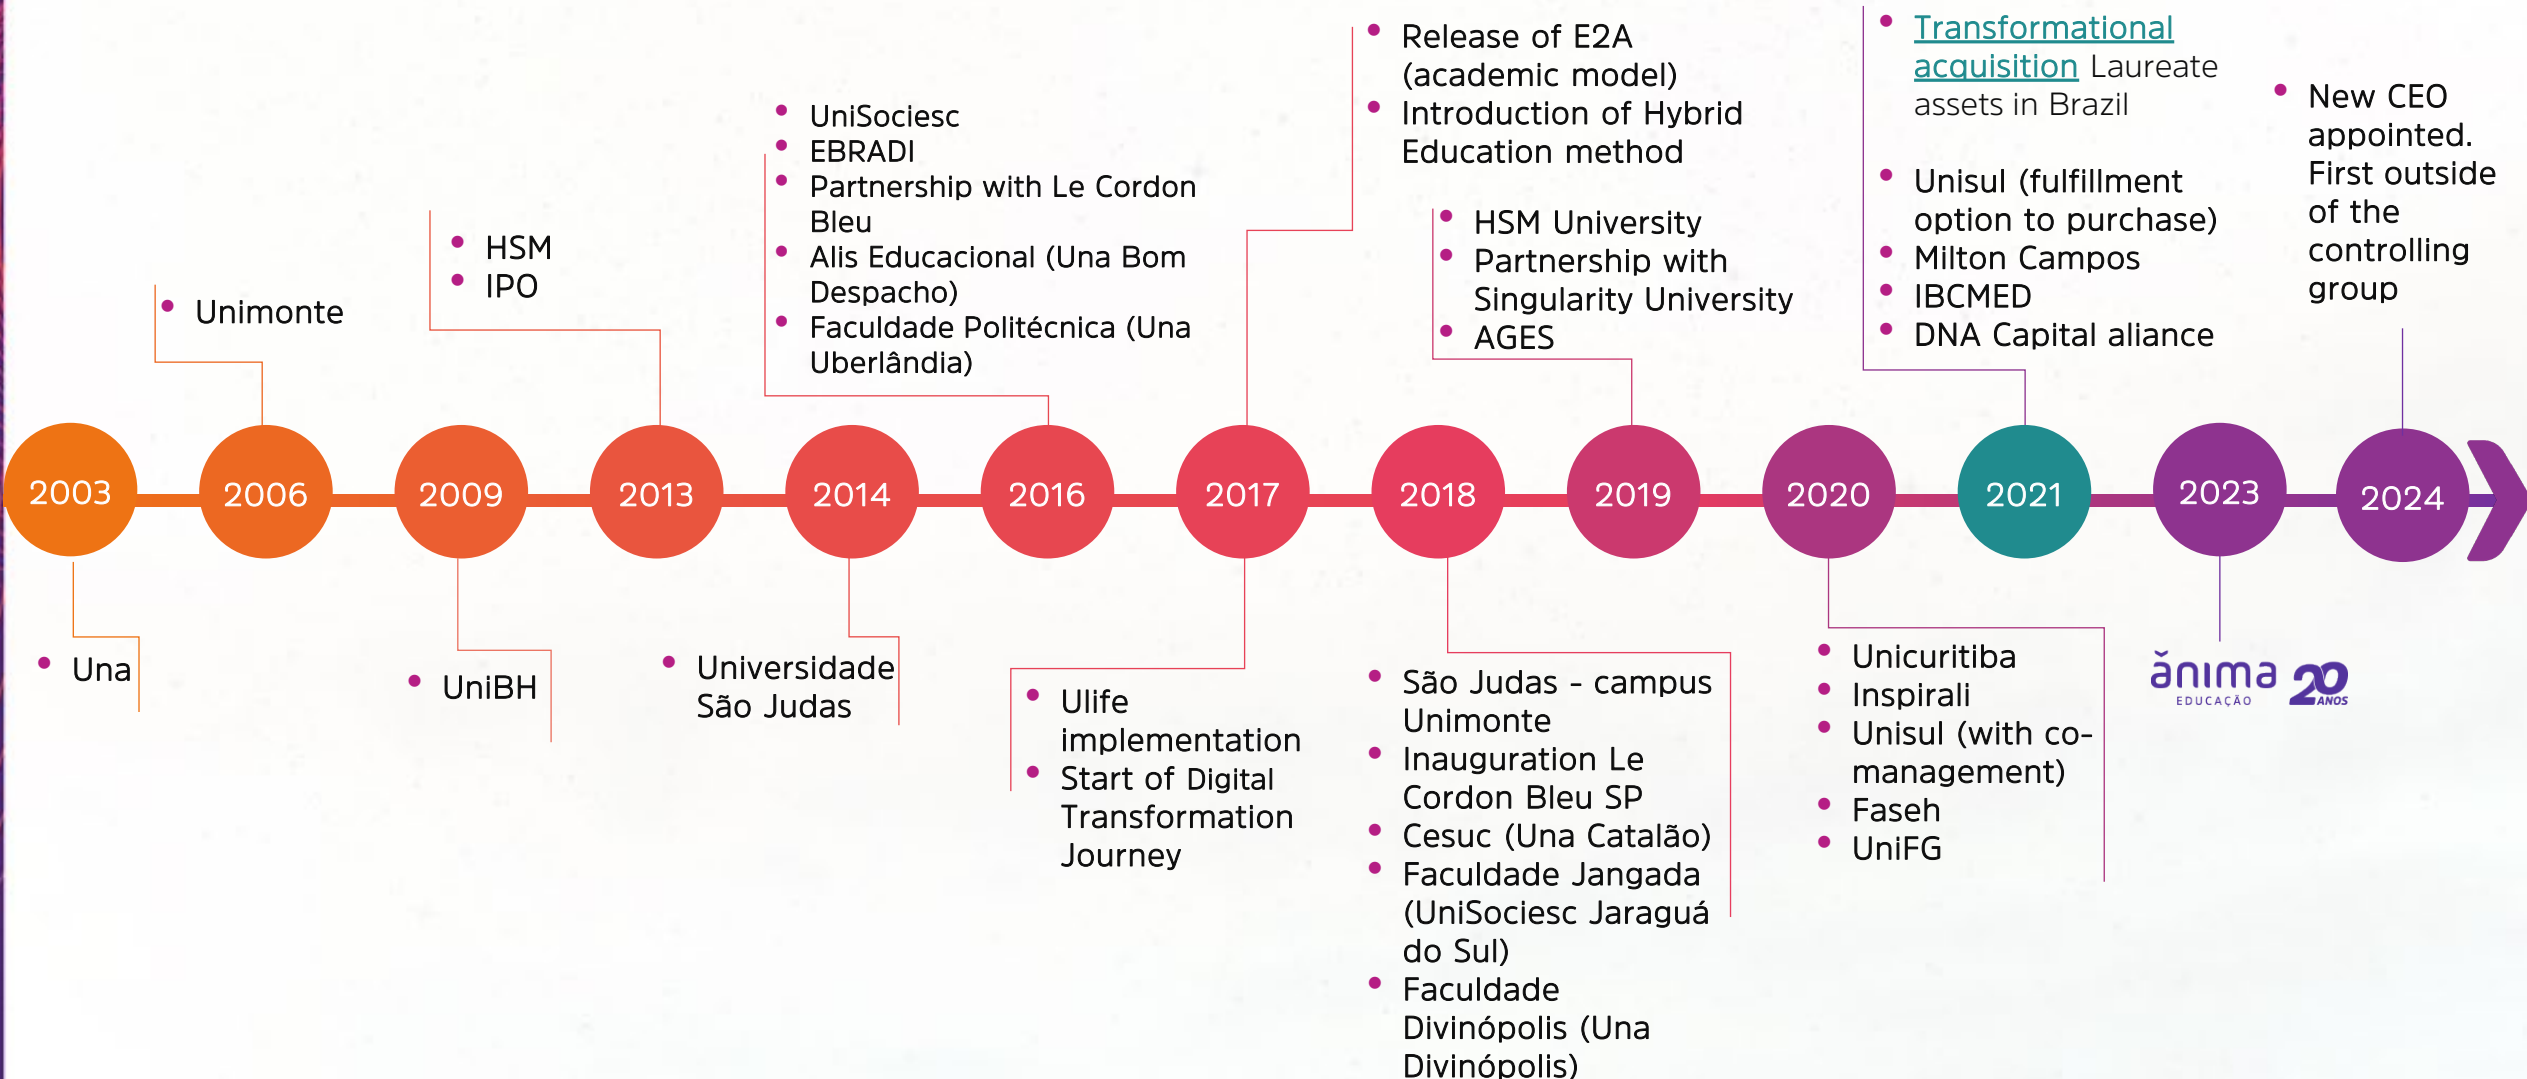 Release of E2A
(academic model)
Introduction of Hybrid
Education method
Transformational
acquisition Laureate
assets in Brazil
Unisul (fulfillment
option to purchase)
Milton Campos
IBCMED
DNA Capital aliance
New CEO
appointed.
First outside
of the
controlling
group
UniSociesc
EBRADI
Partnership with Le Cordon
Bleu
Alis Educacional (Una Bom
Despacho)
Faculdade Politécnica (Una
Uberlândia)
HSM University
Partnership with
Singularity University
AGES
HSM
IPO
Unimonte
2003
2006
2009
2013
2014
2016
2017
2018
2019
2020
2021
2023
2024
Una
UniBH
Universidade
São Judas
Ulife
implementation
Start of Digital
Transformation
Journey
São Judas - campus
Unimonte
Inauguration Le
Cordon Bleu SP
Cesuc (Una Catalão)
Faculdade Jangada
(UniSociesc Jaraguá
do Sul)
Faculdade
Divinópolis (Una
Divinópolis)
Unicuritiba
Inspirali
Unisul (with co-
management)
Faseh
UniFG
ănıma
EDUCAÇÃO
20
ANOS